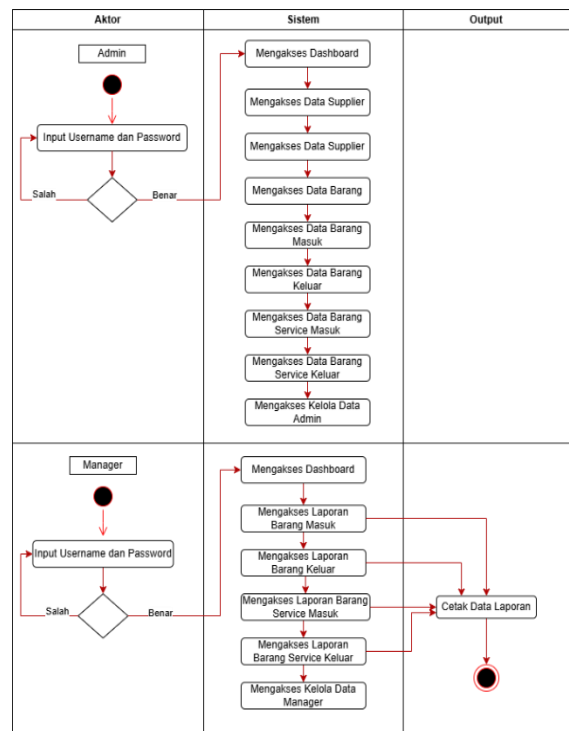 Aktor
Sistem
Output
Admin
Input Username dan Password
Salah
Benar
Mengakses Dashboard
Mengakses Data Supplier
Mengakses Data Supplier
Mengakses Data Barang
Mengakses Data Barang
Masuk
Mengakses Data Barang
Keluar
Mengakses Data Barang
Service Masuk
Mengakses Data Barang
Service Keluar
Mengakses Kelola Data
Admin
Manager
Input Username dan Password
Salah
Benar
Mengakses Dashboard
Mengakses Laporan
Barang Masuk
Mengakses Laporan
Barang Keluar
Mengakses Laporan Barang
Service Masuk
Mengakses Laporan
Barang Service Keluar
Mengakses Kelola Data
Manager
Cetak Data Laporan